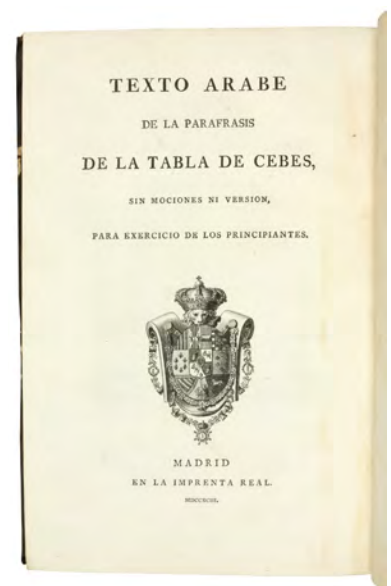 TEXTO ARABE
DE LA PARAFRASIS
DE LA TABLA DE CEBES,
SIN MOCIONES NI VERSION,
PARA EXERCICIO DE LOS PRINCIPIANTES.
MADRID
EN LA IMPRENTA REAL.